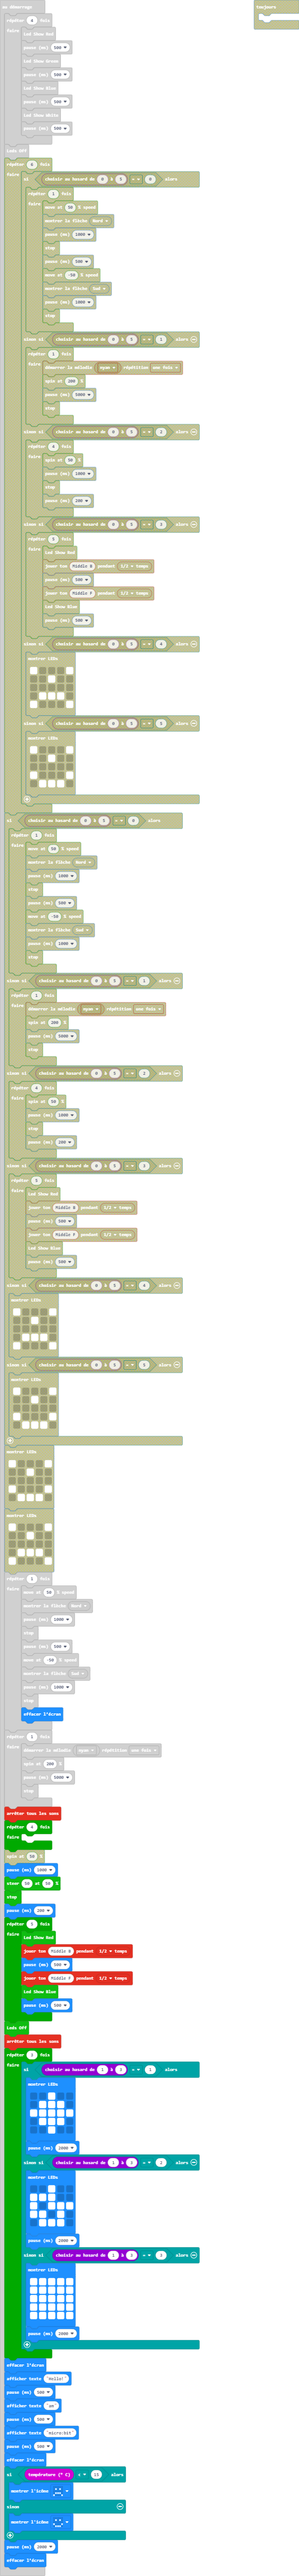 au démarrage
toujours
répéter 4 fois
faire
Led Show Red
pause (ms) 500
Led Show Green
pause (ms) 500
Led Show Blue
pause (ms) 500
Led Show White
pause (ms) 500
Leds Off
répéter 6 fois
faire
si choisir au hasard de 0 à 5 = 0 alors
répéter 1 fois
faire
move at 50 % speed
montrer la flèche Nord
pause (ms) 1000
stop
pause (ms) 500
move at -50 % speed
montrer la flèche Sud
pause (ms) 1000
stop
sinon si choisir au hasard de 0 à 5 = 1 alors
répéter 1 fois
faire
démarrer la mélodie nyan répétition une fois
spin at 200 %
pause (ms) 5000
stop
sinon si choisir au hasard de 0 à 5 = 2 alors
répéter 4 fois
faire
spin at 50 %
pause (ms) 1000
stop
pause (ms) 200
sinon si choisir au hasard de 0 à 5 = 3 alors
répéter 5 fois
faire
Led Show Red
jouer ton Middle B pendant 1/2 temps
pause (ms) 500
jouer ton Middle F pendant 1/2 temps
Led Show Blue
pause (ms) 500
sinon si choisir au hasard de 0 à 5 = 4 alors
montrer LEDs
sinon si choisir au hasard de 0 à 5 = 5 alors
montrer LEDs
si choisir au hasard de 0 à 5 = 0 alors
répéter 1 fois
faire
move at 50 % speed
montrer la flèche Nord
pause (ms) 1000
stop
pause (ms) 500
move at -50 % speed
montrer la flèche Sud
pause (ms) 1000
stop
sinon si choisir au hasard de 0 à 5 = 1 alors
répéter 1 fois
faire
démarrer la mélodie nyan répétition une fois
spin at 200 %
pause (ms) 5000
stop
sinon si choisir au hasard de 0 à 5 = 2 alors
répéter 4 fois
faire
spin at 50 %
pause (ms) 1000
stop
pause (ms) 200
sinon si choisir au hasard de 0 à 5 = 3 alors
répéter 5 fois
faire
Led Show Red
jouer ton Middle B pendant 1/2 temps
pause (ms) 500
jouer ton Middle F pendant 1/2 temps
Led Show Blue
pause (ms) 500
sinon si choisir au hasard de 0 à 5 = 4 alors
montrer LEDs
sinon si choisir au hasard de 0 à 5 = 5 alors
montrer LEDs
montrer LEDs
montrer LEDs
répéter 1 fois
faire
move at 50 % speed
montrer la flèche Nord
pause (ms) 1000
stop
pause (ms) 500
move at -50 % speed
montrer la flèche Sud
pause (ms) 1000
stop
effacer l'écran
répéter 1 fois
faire
démarrer la mélodie nyan répétition une fois
spin at 200 %
pause (ms) 5000
stop
arrêter tous les sons
répéter 4 fois
faire
spin at 50 %
pause (ms) 1000
steer 50 at 50 %
stop
pause (ms) 200
répéter 5 fois
faire
Led Show Red
jouer ton Middle B pendant 1/2 temps
pause (ms) 500
jouer ton Middle F pendant 1/2 temps
Led Show Blue
pause (ms) 500
Leds Off
arrêter tous les sons
répéter 3 fois
faire
si choisir au hasard de 1 à 3 = 1 alors
montrer LEDs
pause (ms) 2000
sinon si choisir au hasard de 1 à 3 = 2 alors
montrer LEDs
pause (ms) 2000
sinon si choisir au hasard de 1 à 3 = 3 alors
montrer LEDs
pause (ms) 2000
effacer l'écran
afficher texte "Hello!"
pause (ms) 500
afficher texte "am"
pause (ms) 500
afficher texte "micro:bit"
pause (ms) 500
effacer l'écran
si température (° C) < 15 alors
montrer l'icône
sinon
montrer l'icône
pause (ms) 2000
effacer l'écran